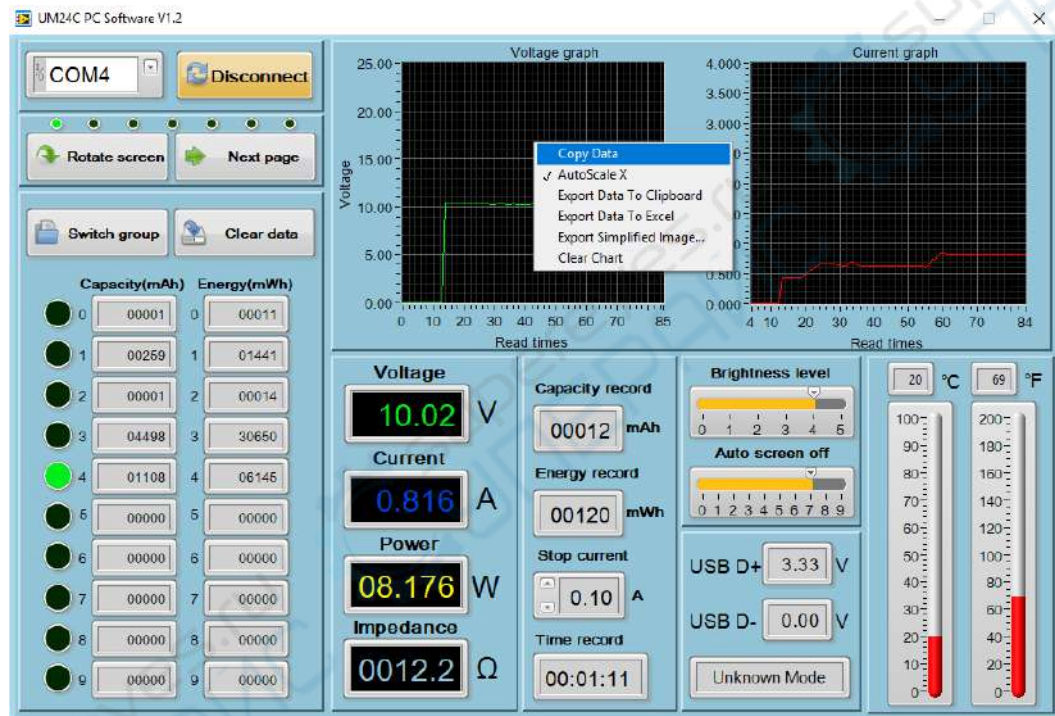 UM24C PC Software V1.2
COM4
Disconnect
Rotate screen
Next page
Switch group
Clear data
Capacity(mAh) Energy(mWh)
0 00001 0 00011
1 00259 1 01441
2 00001 2 00014
3 04498 3 30650
4 01108 4 06145
5 00000 5 00000
6 00000 6 00000
7 00000 7 00000
8 00000 8 00000
9 00000 9 00000
Voltage graph
Voltage
25.00
20.00
15.00
10.00
5.00
0.00
0 10 20 30 40 50 60 70 85
Read times
Copy Data
AutoScale X
Export Data To Clipboard
Export Data To Excel
Export Simplified Image...
Clear Chart
Current graph
4.000
3.500
3.000
0.500
0.000
4 10 20 30 40 50 60 70 84
Read times
Voltage
10.02 V
Current
0.816 A
Power
08.176 W
Impedance
0012.2 Ω
Capacity record
00012 mAh
Energy record
00120 mWh
Stop current
0.10 A
Time record
00:01:11
Brightness level
0 1 2 3 4 5
Auto screen off
0 1 2 3 4 5 6 7 8 9
USB D+ 3.33 V
USB D- 0.00 V
Unknown Mode
20 °C 69 °F
100 200
90 180
80 160
70 140
60 120
50 100
40 80
30 60
20 40
10 20
0 0